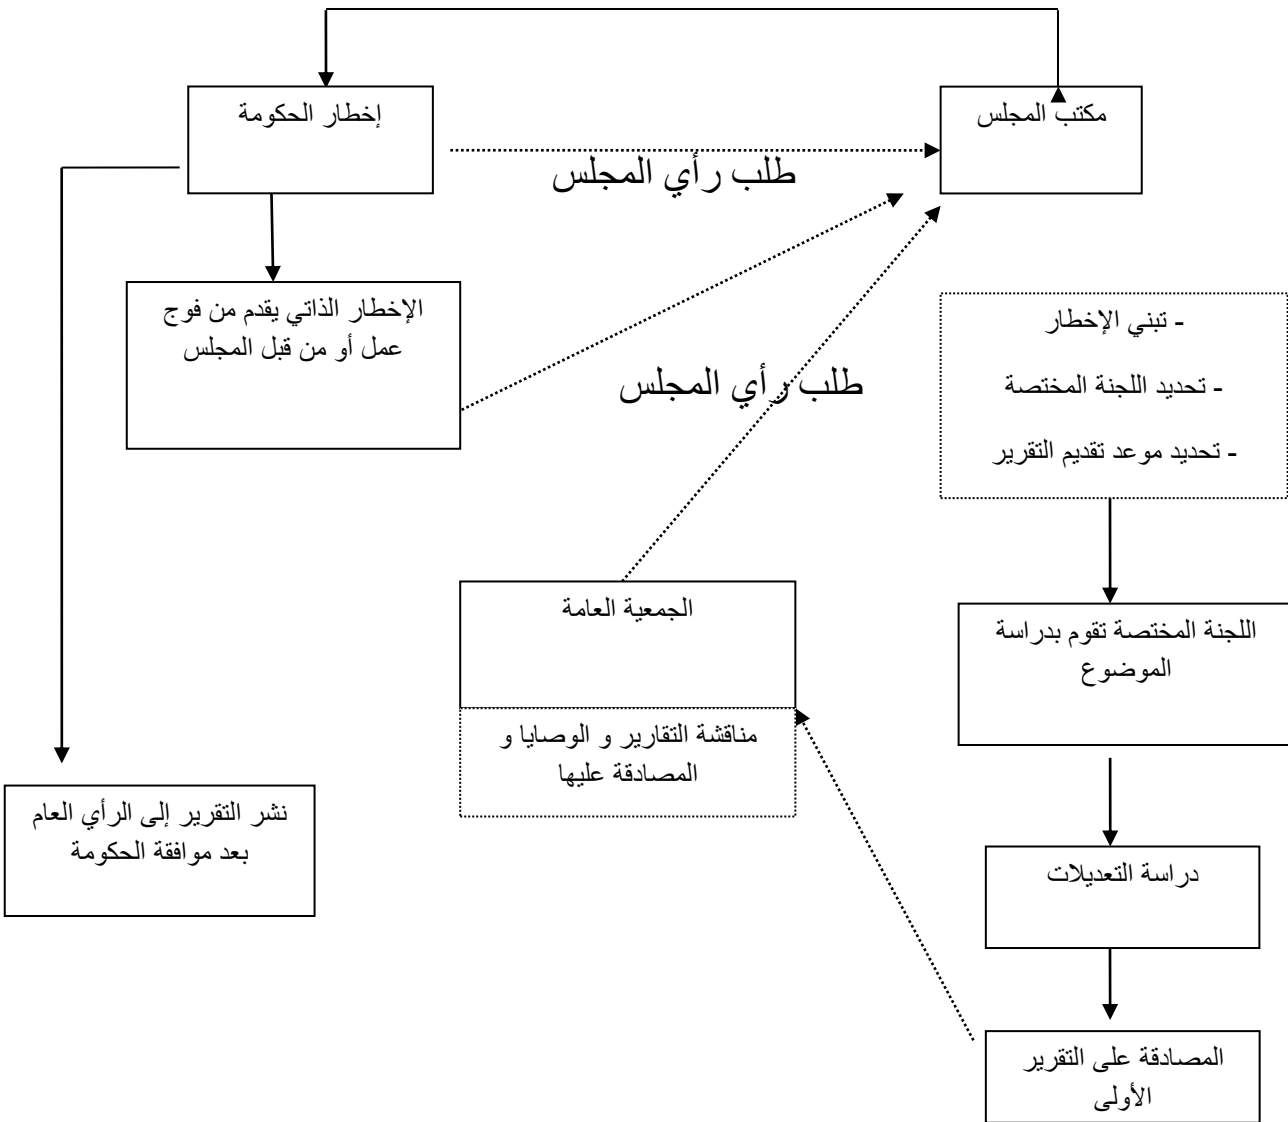 مكتب المجلس
إخطار الحكومة
طلب رأي المجلس
الإخطار الذاتي يقدم من فوج
عمل أو من قبل المجلس
- تبني الإخطار
طلب رأي المجلس
- تحديد اللجنة المختصة
- تحديد موعد تقديم التقرير
الجمعية العامة
اللجنة المختصة تقوم بدراسة
الموضوع
مناقشة التقارير و الوصايا و
المصادقة عليها
نشر التقرير إلى الرأي العام
بعد موافقة الحكومة
دراسة التعديلات
المصادقة على التقرير
الأولى